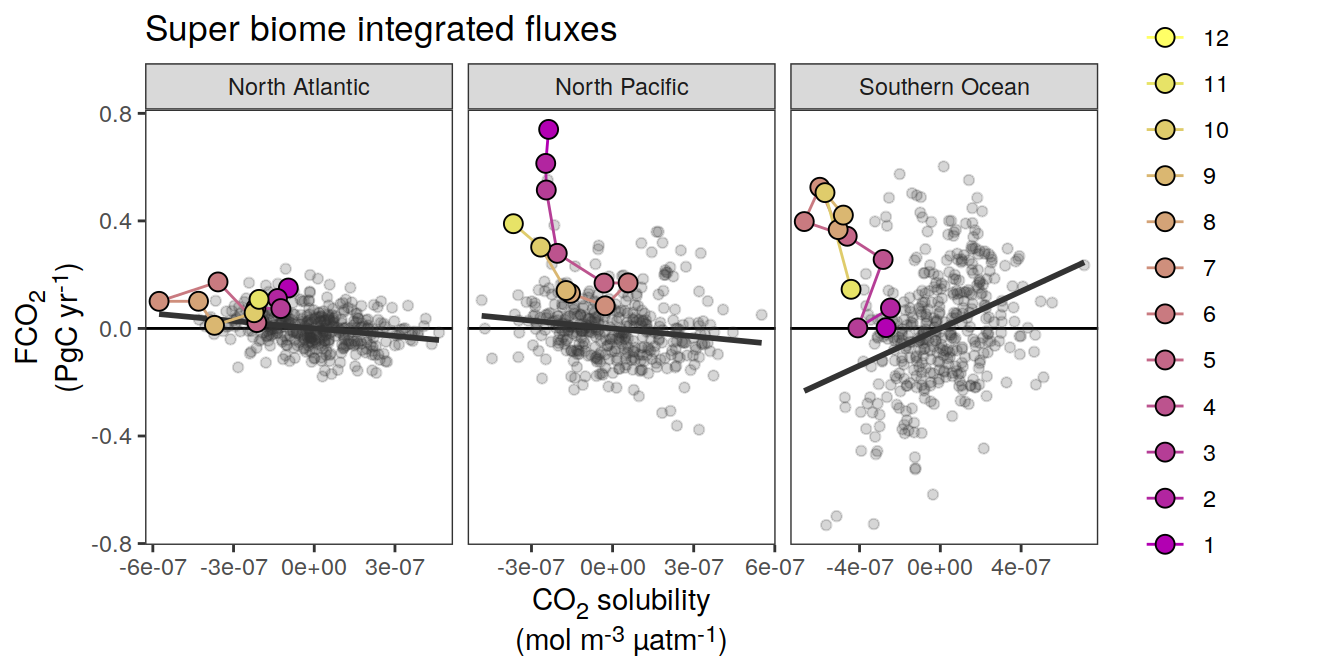 Super biome integrated fluxes
North Atlantic
North Pacific
Southern Ocean
FCO₂
(PgC yr⁻¹)
0.8
0.4
0.0
-0.4
-0.8
-6e-07 -3e-07 0e+00 3e-07
-3e-07 0e+00 3e-07 6e-07
-4e-07 0e+00 4e-07
CO₂ solubility
(mol m⁻³ µatm⁻¹)
12
11
10
9
8
7
6
5
4
3
2
1